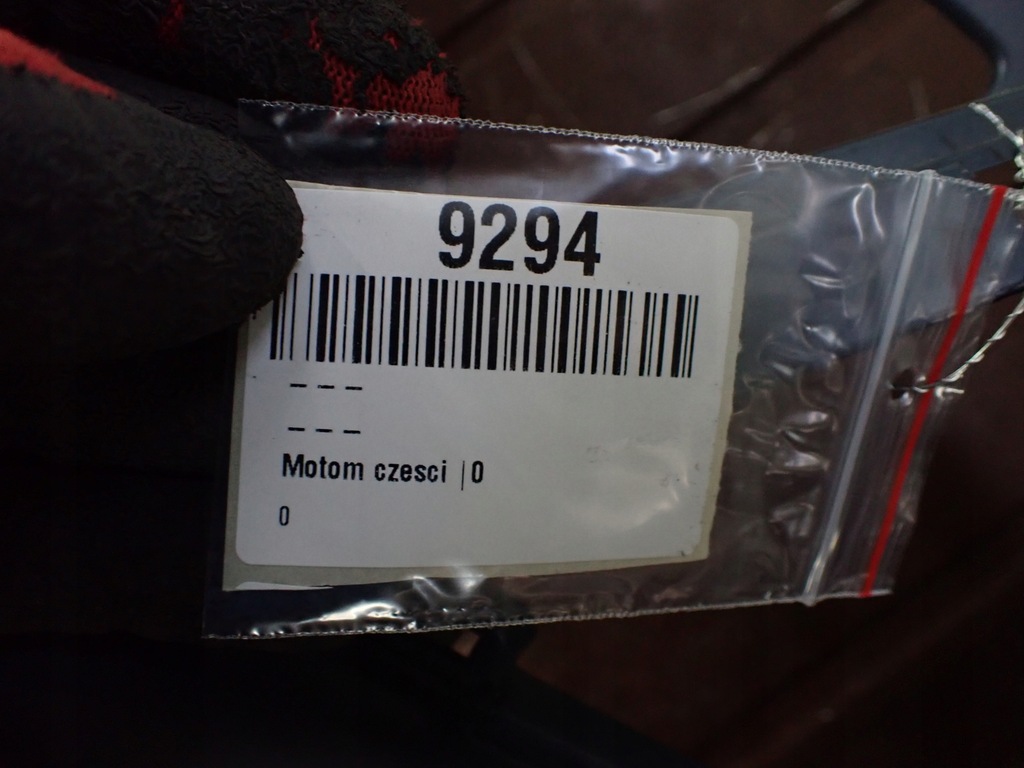 9294
---
---
Motom czesci |0
0